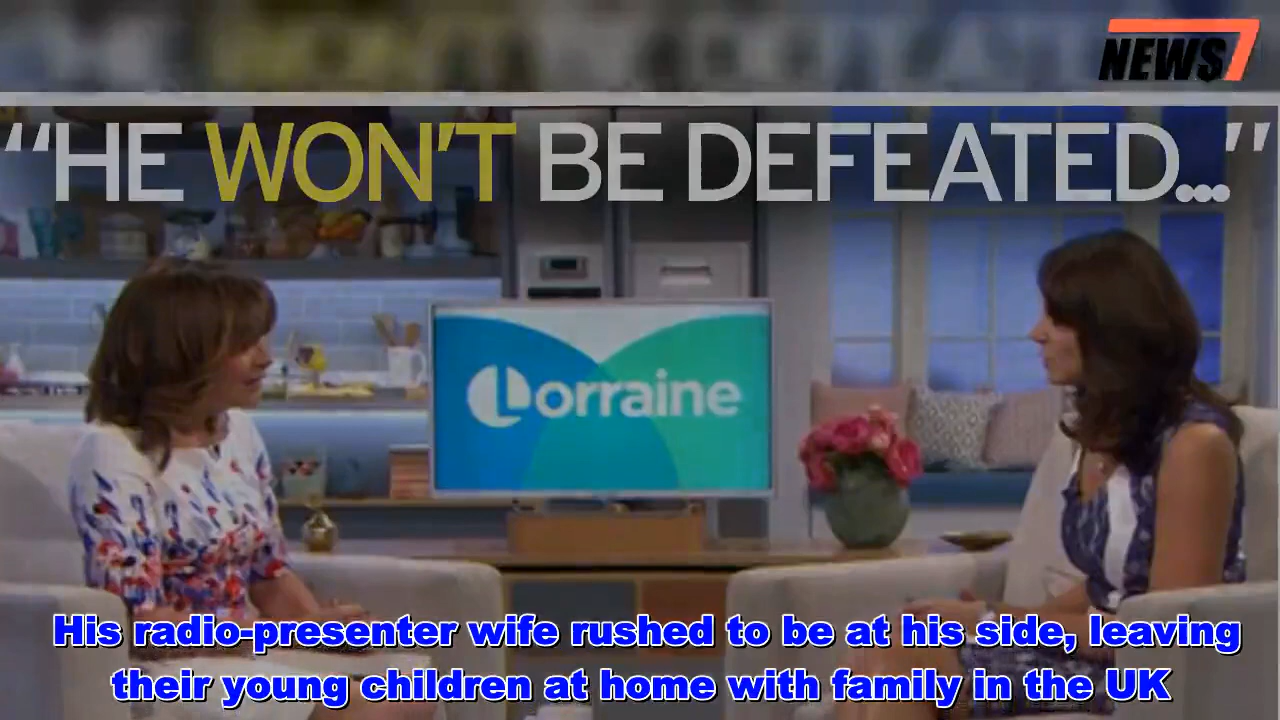 NEWS7
“HE WON'T BE DEFEATED...”
Lorraine
His radio-presenter wife rushed to be at his side, leaving
their young children at home with family in the UK